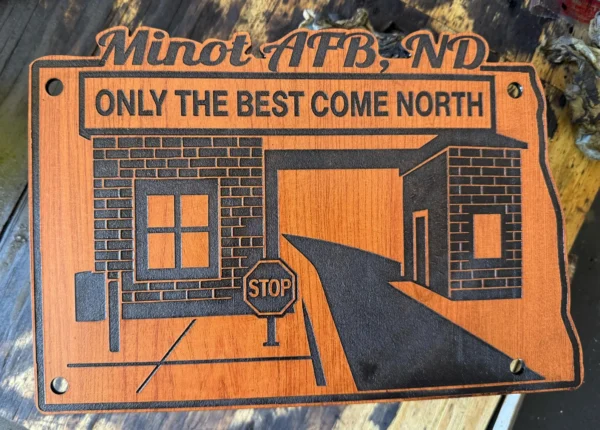 Minot AFB, ND
ONLY THE BEST COME NORTH
STOP